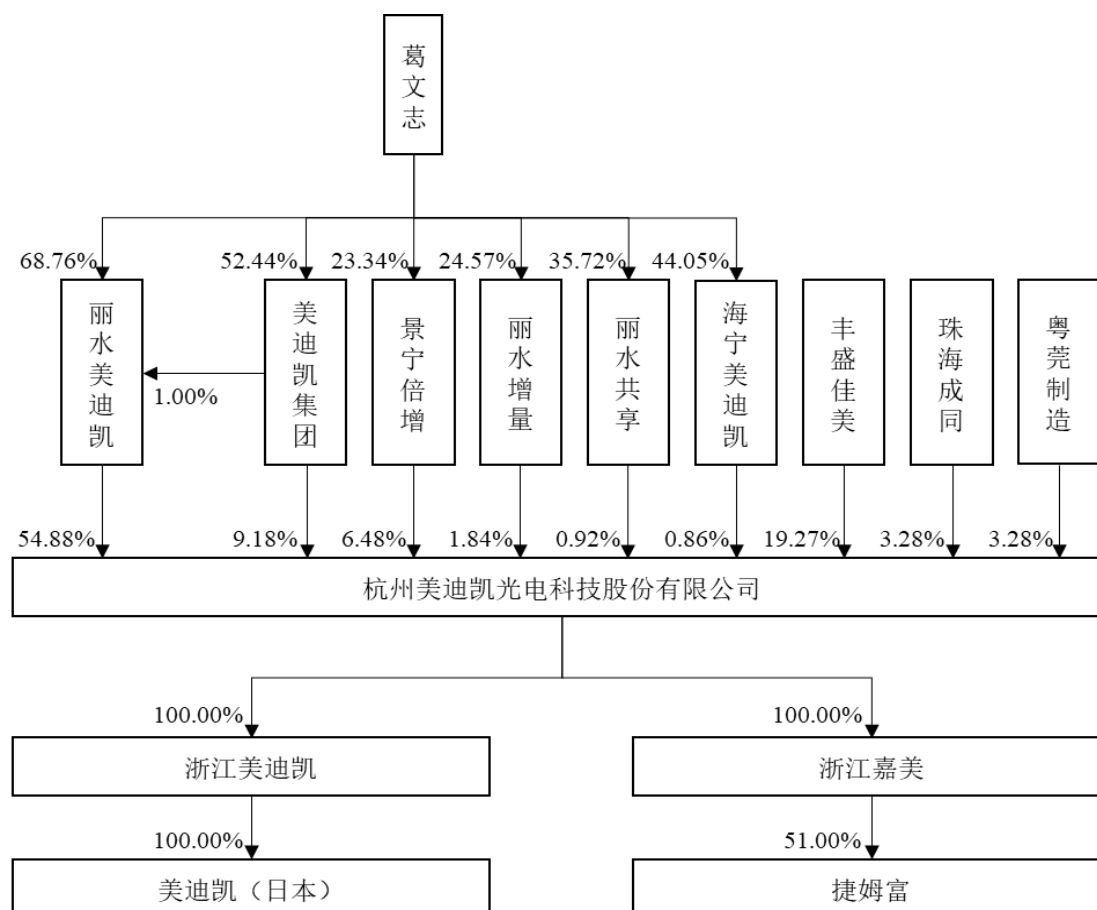 葛文志
68.76%
52.44%
23.34%
24.57%
35.72%
44.05%
丽水美迪凯
美迪凯集团
景宁倍增
丽水增量
丽水共享
海宁美迪凯
丰盛佳美
珠海成同
粤莞制造
1.00%
54.88%
9.18%
6.48%
1.84%
0.92%
0.86%
19.27%
3.28%
3.28%
杭州美迪凯光电科技股份有限公司
100.00%
100.00%
浙江美迪凯
浙江嘉美
100.00%
51.00%
美迪凯（日本）
捷姆富